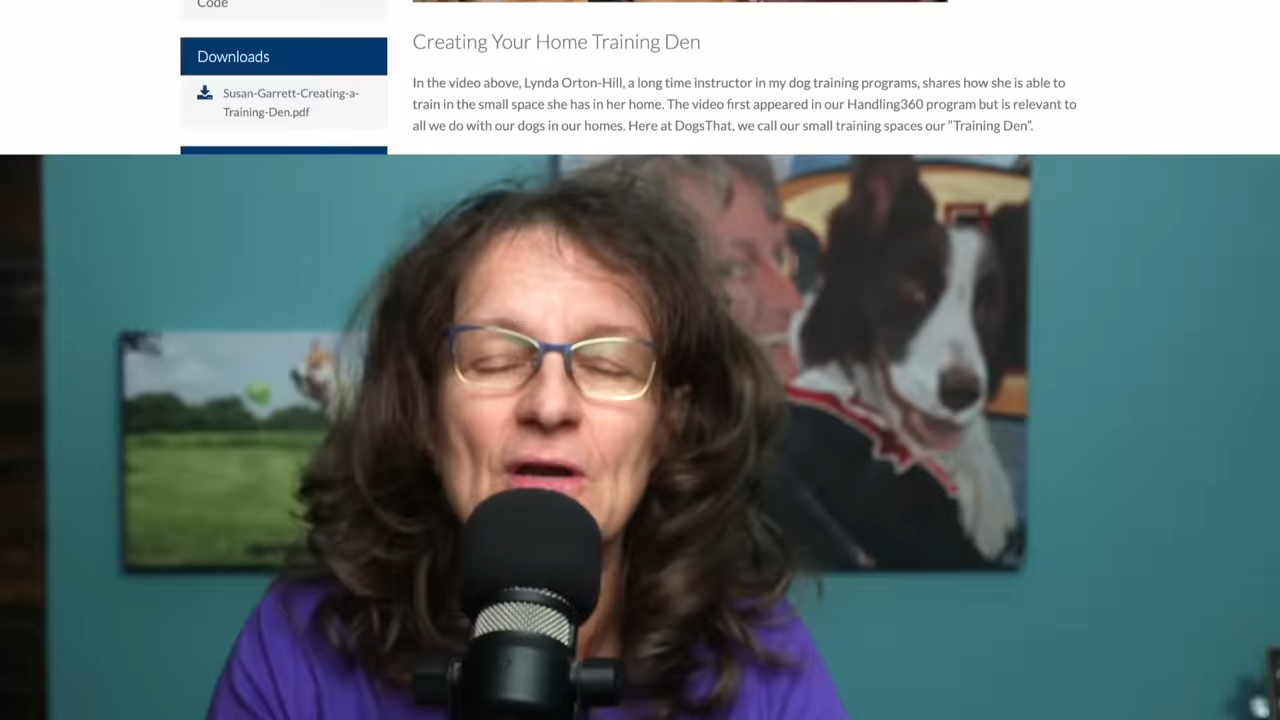 Code
Downloads
Susan-Garrett-Creating-a-
Training-Den.pdf
Creating Your Home Training Den
In the video above, Lynda Orton-Hill, a long time instructor in my dog training programs, shares how she is able to
train in the small space she has in her home. The video first appeared in our Handling360 program but is relevant to
all we do with our dogs in our homes. Here at DogsThat, we call our small training spaces our “Training Den”.